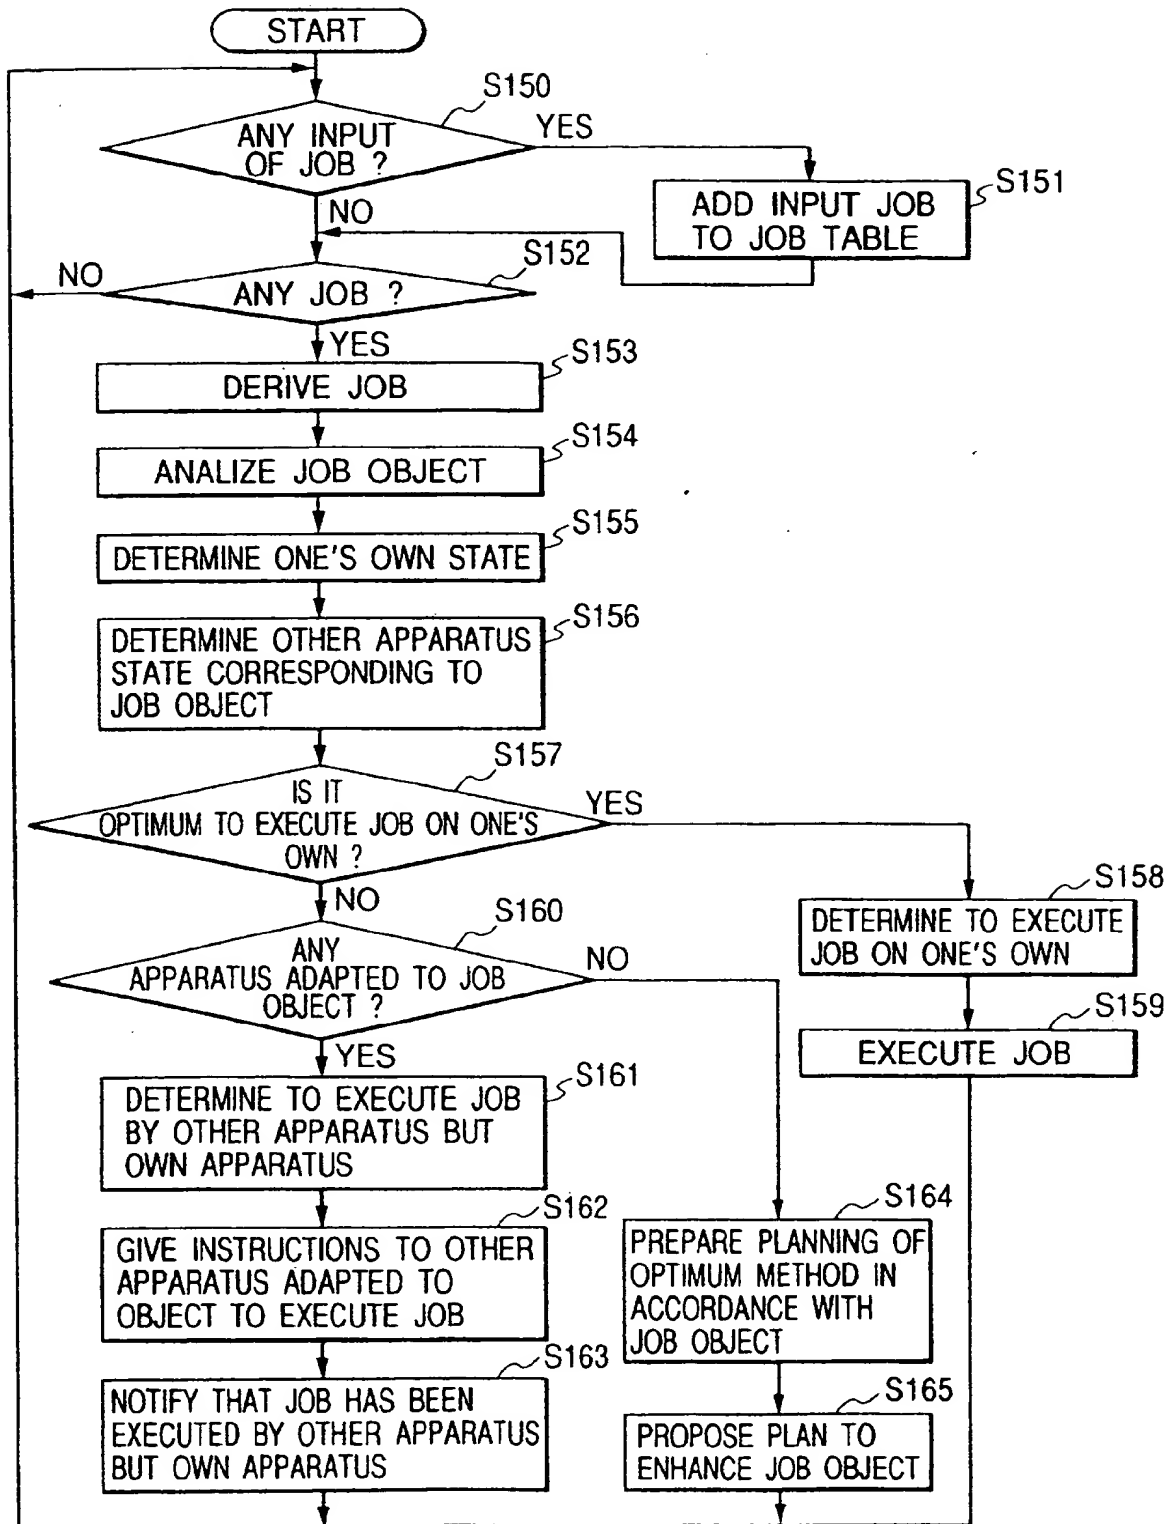 START
S150
ANY INPUT
OF JOB ?
YES
S151
ADD INPUT JOB
TO JOB TABLE
NO
S152
NO
ANY JOB ?
YES
S153
DERIVE JOB
S154
ANALIZE JOB OBJECT
S155
DETERMINE ONE'S OWN STATE
S156
DETERMINE OTHER APPARATUS
STATE CORRESPONDING TO
JOB OBJECT
S157
IS IT
OPTIMUM TO EXECUTE JOB ON ONE'S
OWN ?
YES
NO
S158
DETERMINE TO EXECUTE
JOB ON ONE'S OWN
S159
EXECUTE JOB
S160
ANY
APPARATUS ADAPTED TO JOB
OBJECT ?
NO
YES
S161
DETERMINE TO EXECUTE JOB
BY OTHER APPARATUS BUT
OWN APPARATUS
S162
GIVE INSTRUCTIONS TO OTHER
APPARATUS ADAPTED TO
OBJECT TO EXECUTE JOB
S163
NOTIFY THAT JOB HAS BEEN
EXECUTED BY OTHER APPARATUS
BUT OWN APPARATUS
S164
PREPARE PLANNING OF
OPTIMUM METHOD IN
ACCORDANCE WITH
JOB OBJECT
S165
PROPOSE PLAN TO
ENHANCE JOB OBJECT